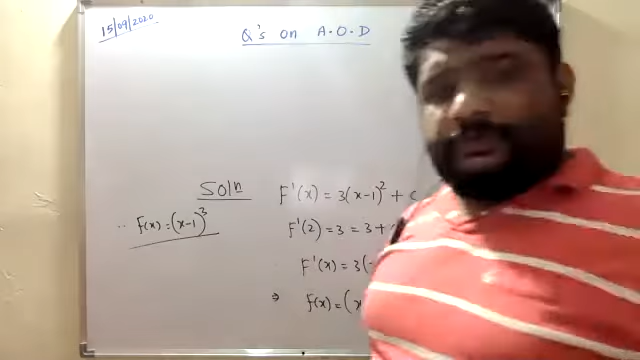 15/09/2020
Q's on A.O.D
Soln
F'(x) = 3(x-1)² + c
∴ f(x) = (x-1)³
F'(2) = 3 = 3 +
F'(x) = 3(
⇒ f(x) = (x